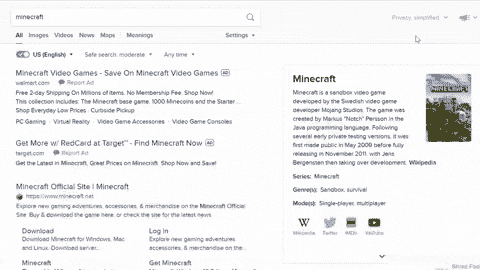 minecraft
Privacy, simplified.
All Images Videos News Maps Meanings Settings
US (English) Safe search: moderate Any time
Minecraft Video Games - Save On Minecraft Video Games AD
walmart.com Report Ad
Free 2-day Shipping On Millions of Items. No Membership Fee. Shop Now!
This collection includes: The Minecraft base game, 1000 Minecoins and the Starter ...
Shop Everyday Low Prices · Curbside Pickup
PC Gaming · Virtual Reality · Video Game Accessories · Video Game Consoles
Get More w/ RedCard at Target™ - Find Minecraft Now AD
target.com Report Ad
Get the Latest in Minecraft, Great Prices on Minecraft. Shop Now and Save!
Minecraft Official Site | Minecraft
https://www.minecraft.net
Explore new gaming adventures, accessories, & merchandise on the Minecraft Official
Site. Buy & download the game here, or check the site for the latest news
Download
Download Minecraft for Windows, Mac
and Linux. Download server...
Log in
Explore new gaming adventures,
accessories, & merchandise on the...
Minecraft
Get Minecraft
Minecraft
Minecraft is a sandbox video game
developed by the Swedish video game
developer Mojang Studios. The game was
created by Markus "Notch" Persson in the
Java programming language. Following
several early private testing versions, it was
first made public in May 2009 before fully
releasing in November 2011, with Jens
Bergensten then taking over development. Wikipedia
Series: Minecraft
Genre(s): Sandbox, survival
Mode(s): Single-player, multiplayer
MINECRAFT
W
Wikipedia Twitter IMDb YouTube